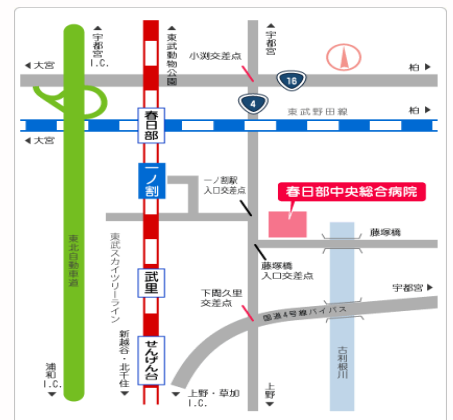 ▲宇都宮I.C.
▲東武動物公園
▲宇都宮
小渕交差点
◀大宮
16
柏▶
4
東武野田線
柏▶
◀大宮
春日部
一ノ割
一ノ割駅
入口交差点
春日部中央総合病院
藤塚橋
藤塚橋
入口交差点
東北自動車道
東武スカイツリーライン
武里
下間久里
交差点
宇都宮▶
国道4号線バイパス
古利根川
新越谷・北千住▼
せんげん台
浦和I.C.▼
上野・草加I.C.
上野▼